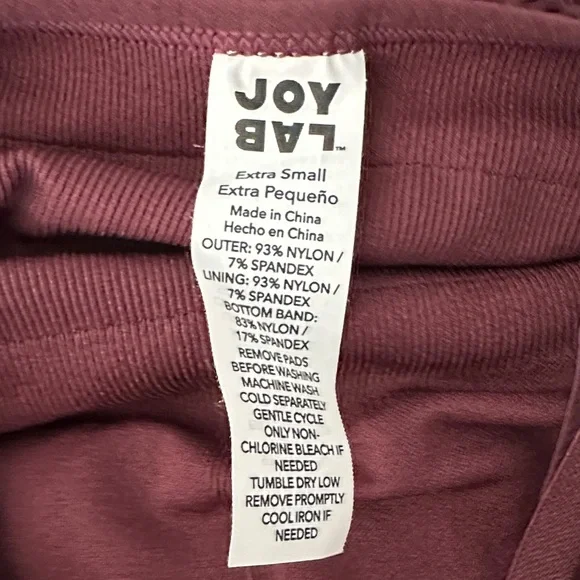 JOY
LAB™
Extra Small
Extra Pequeño
Made in China
Hecho en China
OUTER: 93% NYLON /
7% SPANDEX
LINING: 93% NYLON /
7% SPANDEX
BOTTOM BAND:
83% NYLON /
17% SPANDEX
REMOVE PADS
BEFORE WASHING
MACHINE WASH
COLD SEPARATELY
GENTLE CYCLE
ONLY NON-
CHLORINE BLEACH IF
NEEDED
TUMBLE DRY LOW
REMOVE PROMPTLY
COOL IRON IF
NEEDED